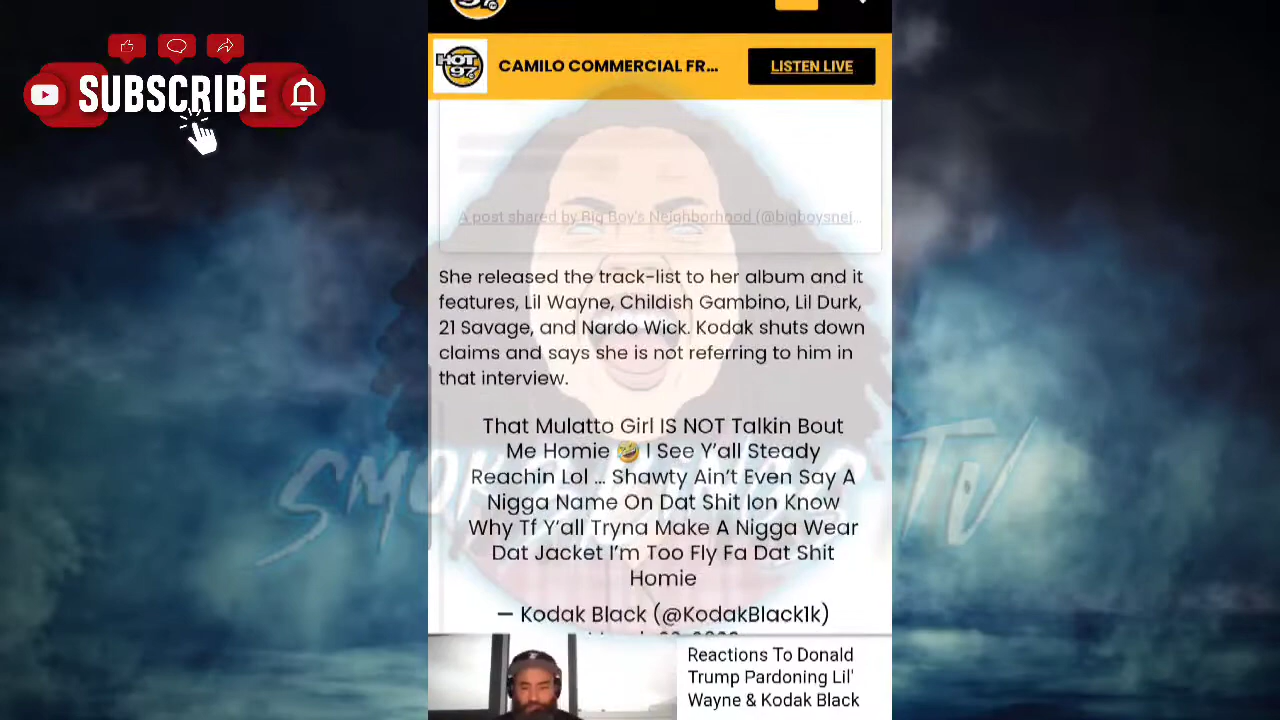 HOT
97
CAMILO COMMERCIAL FR...
LISTEN LIVE
SUBSCRIBE
A post shared by Big Boy's Neighborhood (@bigboysnei...
She released the track-list to her album and it
features, Lil Wayne, Childish Gambino, Lil Durk,
21 Savage, and Nardo Wick. Kodak shuts down
claims and says she is not referring to him in
that interview.
That Mulatto Girl IS NOT Talkin Bout
Me Homie 🤣 I See Y'all Steady
Reachin Lol ... Shawty Ain't Even Say A
Nigga Name On Dat Shit Ion Know
Why Tf Y'all Tryna Make A Nigga Wear
Dat Jacket I'm Too Fly Fa Dat Shit
Homie
— Kodak Black (@KodakBlack1k)
Reactions To Donald
Trump Pardoning Lil'
Wayne & Kodak Black
TV